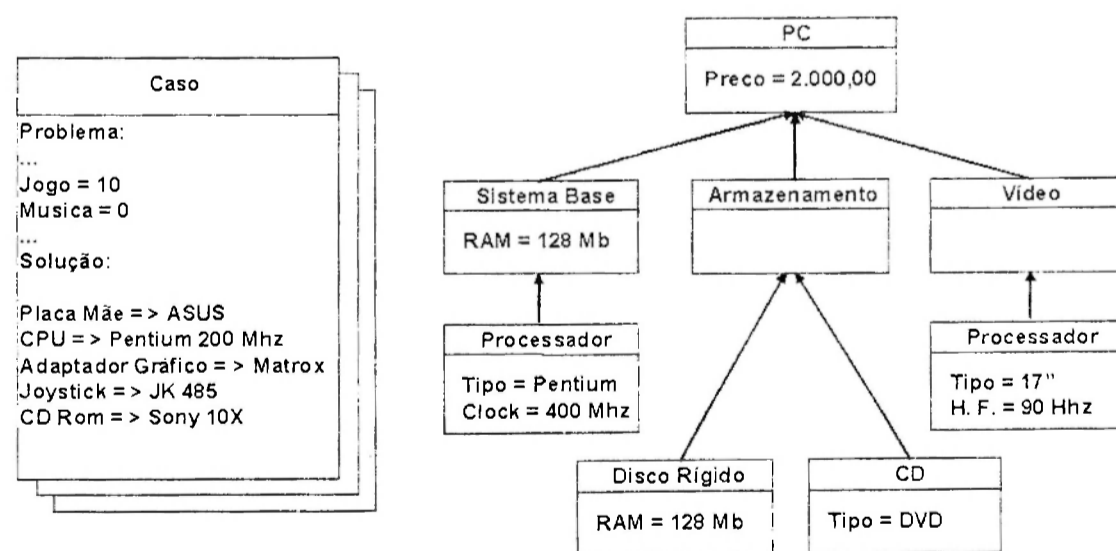 Caso
Problema:
...
Jogo = 10
Musica = 0
...
Solução:
Placa Mãe = > ASUS
CPU = > Pentium 200 Mhz
Adaptador Gráfico = > Matrox
Joystick = > JK 485
CD Rom = > Sony 10X
PC
Preco = 2.000,00
Sistema Base
RAM = 128 Mb
Armazenamento
Vídeo
Processador
Tipo = Pentium
Clock = 400 Mhz
Processador
Tipo = 17"
H. F. = 90 Hhz
Disco Rígido
RAM = 128 Mb
CD
Tipo = DVD